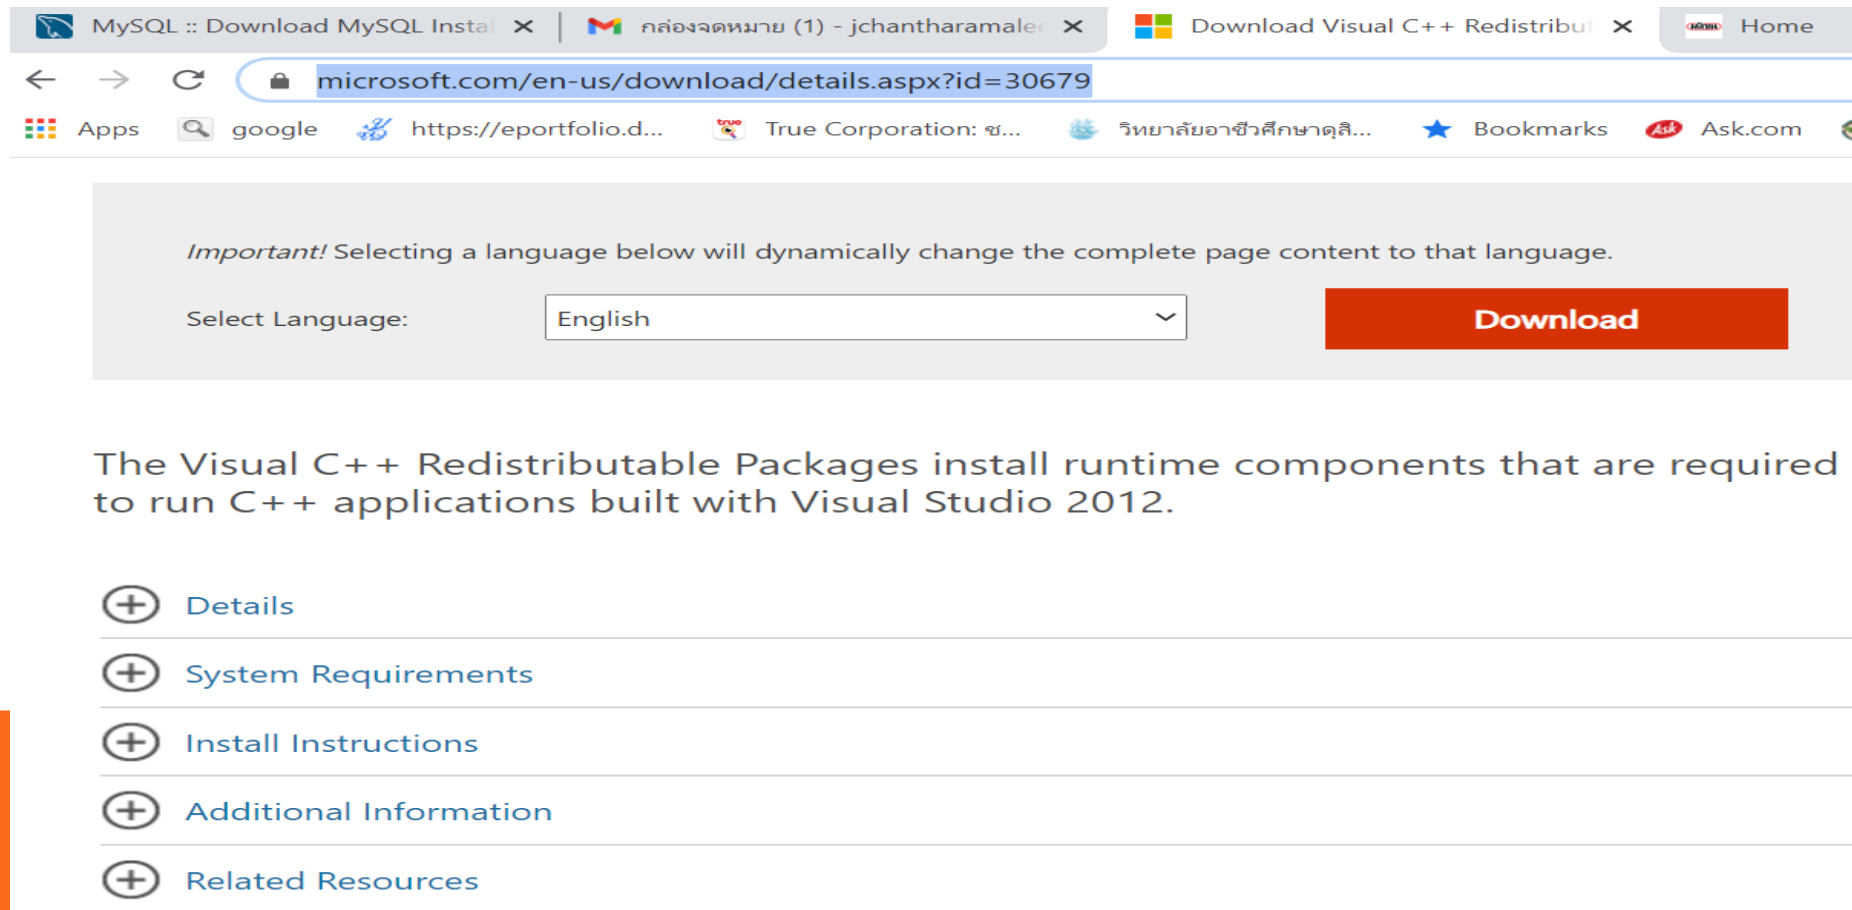 MySQL :: Download MySQL Instal
กล่องจดหมาย (1) - jchantharamalee
Download Visual C++ Redistribut
Home
microsoft.com/en-us/download/details.aspx?id=30679
Apps
google
https://eportfolio.d...
true
True Corporation: ซ...
วิทยาลัยอาชีวศึกษาดุสิ...
Bookmarks
Ask
Ask.com
Important! Selecting a language below will dynamically change the complete page content to that language.
Select Language:
English
Download
The Visual C++ Redistributable Packages install runtime components that are required
to run C++ applications built with Visual Studio 2012.
Details
System Requirements
Install Instructions
Additional Information
Related Resources